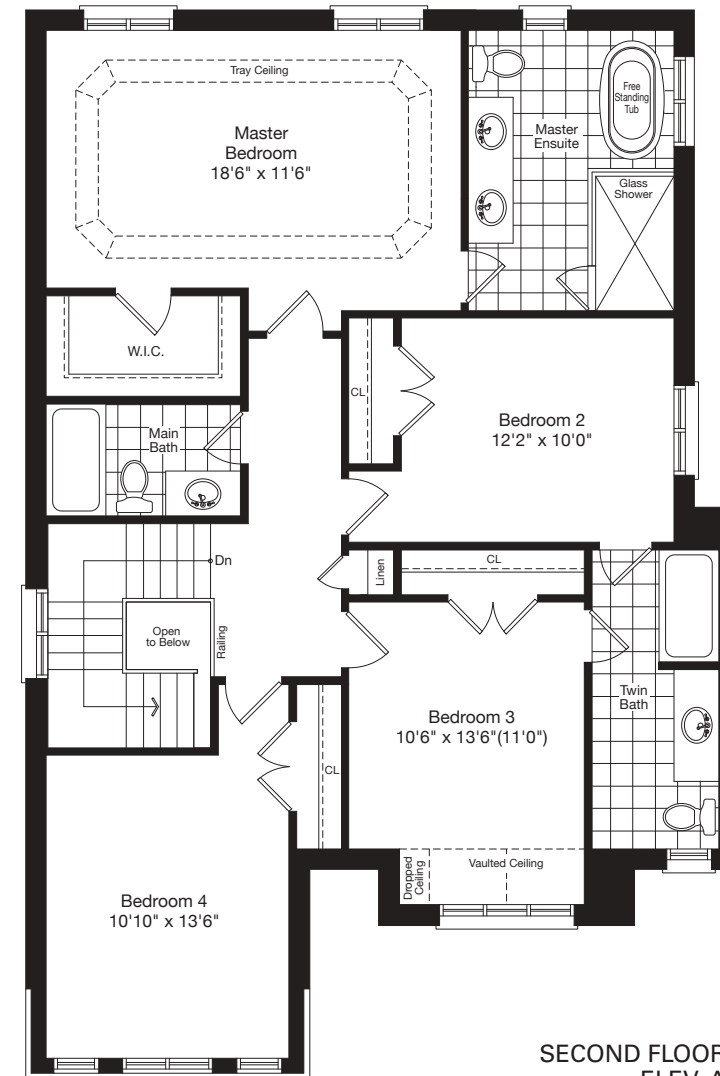 Tray Ceiling
Master
Bedroom
18'6" x 11'6"
Master
Ensuite
Free
Standing
Tub
Glass
Shower
W.I.C.
CL
Bedroom 2
12'2" x 10'0"
Main
Bath
Dn
Linen
CL
Open
to Below
Railing
Twin
Bath
Bedroom 3
10'6" x 13'6"(11'0")
CL
Dropped
Ceiling
Vaulted Ceiling
Bedroom 4
10'10" x 13'6"
SECOND FLOOR
ELEV. A